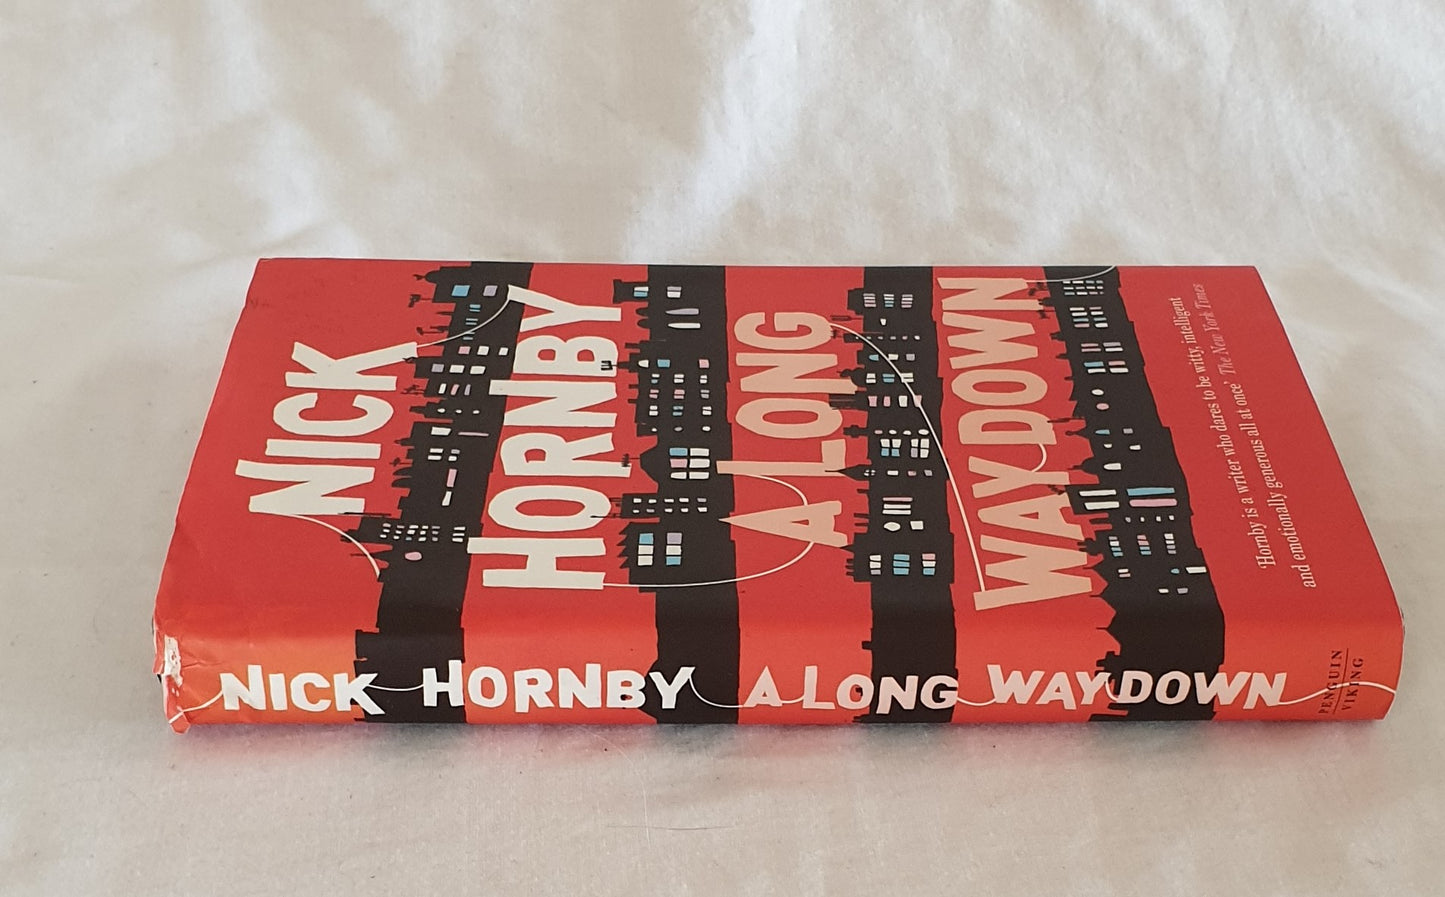 NICK
HORNBY
A LONG
WAY DOWN
'Hornby is a writer who dares to be witty, intelligent
and emotionally generous all at once' The New York Times
NICK HORNBY A LONG WAY DOWN
PENGUIN
VIKING